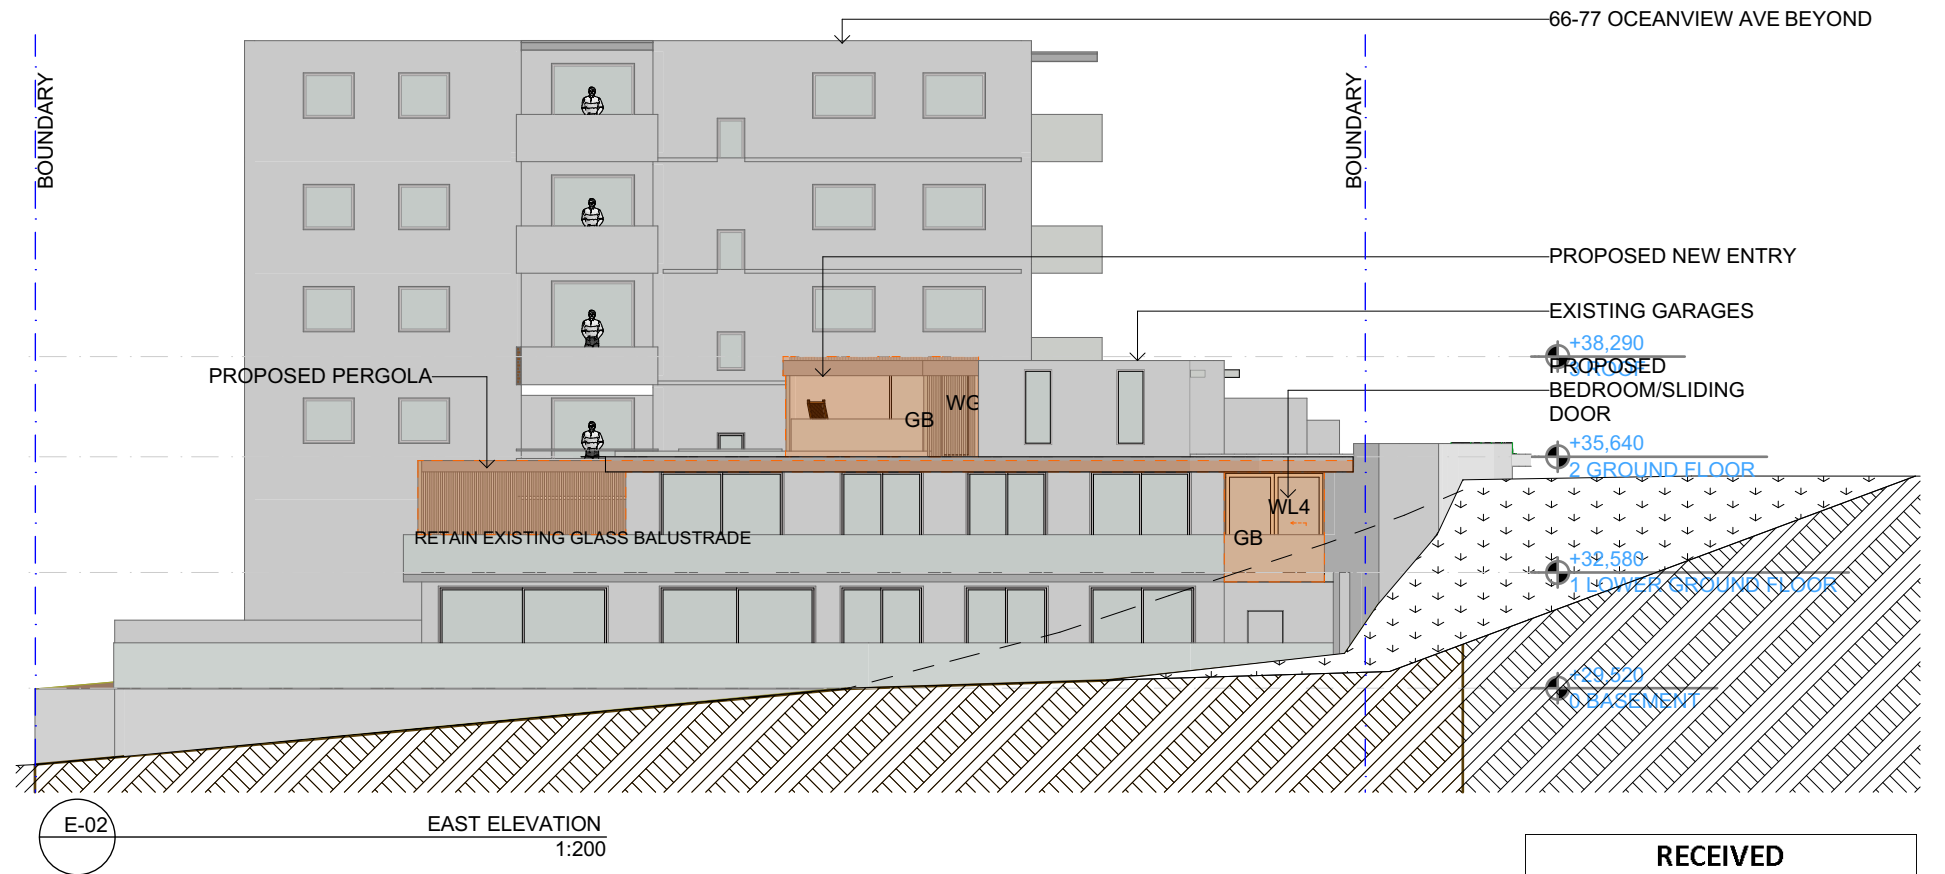 66-77 OCEANVIEW AVE BEYOND
BOUNDARY
BOUNDARY
PROPOSED NEW ENTRY
EXISTING GARAGES
+38,290
3 ROOF
PROPOSED
BEDROOM/SLIDING
DOOR
PROPOSED PERGOLA
WG
GB
+35,640
2 GROUND FLOOR
WL4
GB
RETAIN EXISTING GLASS BALUSTRADE
+32,580
1 LOWER GROUND FLOOR
+29,520
0 BASEMENT
E-02
EAST ELEVATION
1:200
RECEIVED